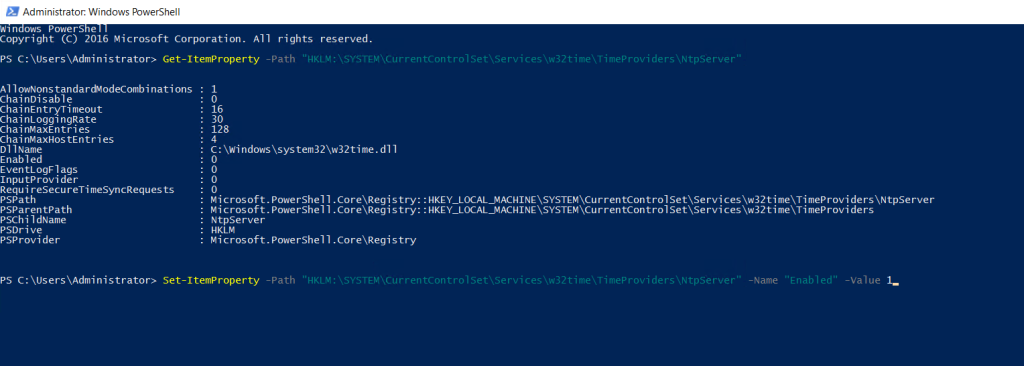 Administrator: Windows PowerShell
Windows PowerShell
Copyright (C) 2016 Microsoft Corporation. All rights reserved.
PS C:\Users\Administrator> Get-ItemProperty -Path "HKLM:\SYSTEM\CurrentControlSet\Services\w32time\TimeProviders\NtpServer"
AllowNonstandardModeCombinations : 1
ChainDisable : 0
ChainEntryTimeout : 16
ChainLoggingRate : 30
ChainMaxEntries : 128
ChainMaxHostEntries : 4
DllName : C:\Windows\system32\w32time.dll
Enabled : 0
EventLogFlags : 0
InputProvider : 0
RequireSecureTimeSyncRequests : 0
PSPath : Microsoft.PowerShell.Core\Registry::HKEY_LOCAL_MACHINE\SYSTEM\CurrentControlSet\Services\w32time\TimeProviders\NtpServer
PSParentPath : Microsoft.PowerShell.Core\Registry::HKEY_LOCAL_MACHINE\SYSTEM\CurrentControlSet\Services\w32time\TimeProviders
PSChildName : NtpServer
PSDrive : HKLM
PSProvider : Microsoft.PowerShell.Core\Registry
PS C:\Users\Administrator> Set-ItemProperty -Path "HKLM:\SYSTEM\CurrentControlSet\Services\w32time\TimeProviders\NtpServer" -Name "Enabled" -Value 1